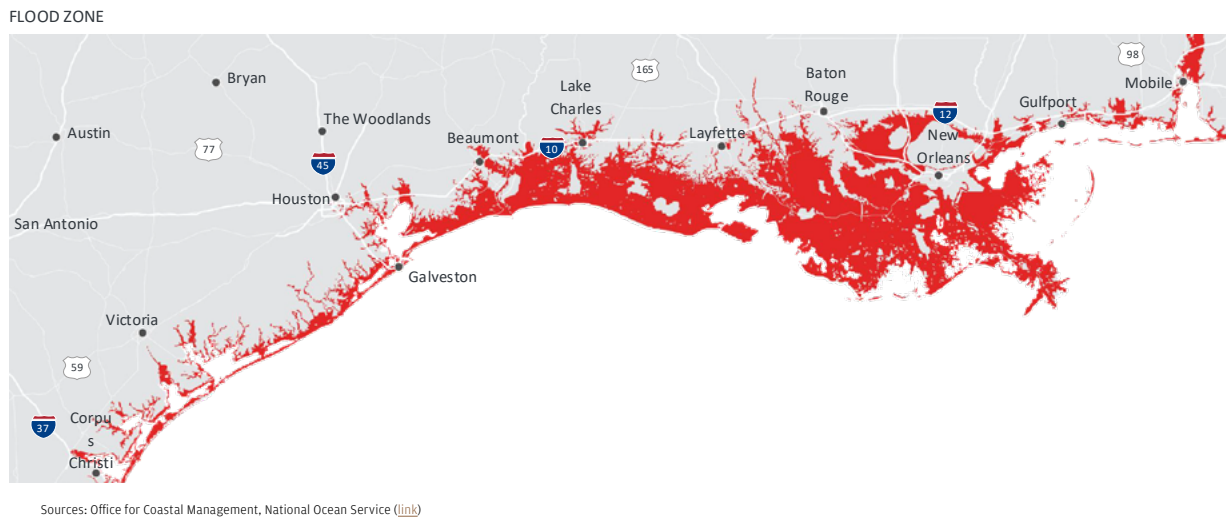 FLOOD ZONE
98
165
Mobile
Bryan
Baton
Rouge
Lake
Charles
Gulfport
12
The Woodlands
Austin
Layfette
New
Orleans
Beaumont
10
77
45
Houston
San Antonio
Galveston
Victoria
59
Corpu
s
Christi
37
Sources: Office for Coastal Management, National Ocean Service (link)